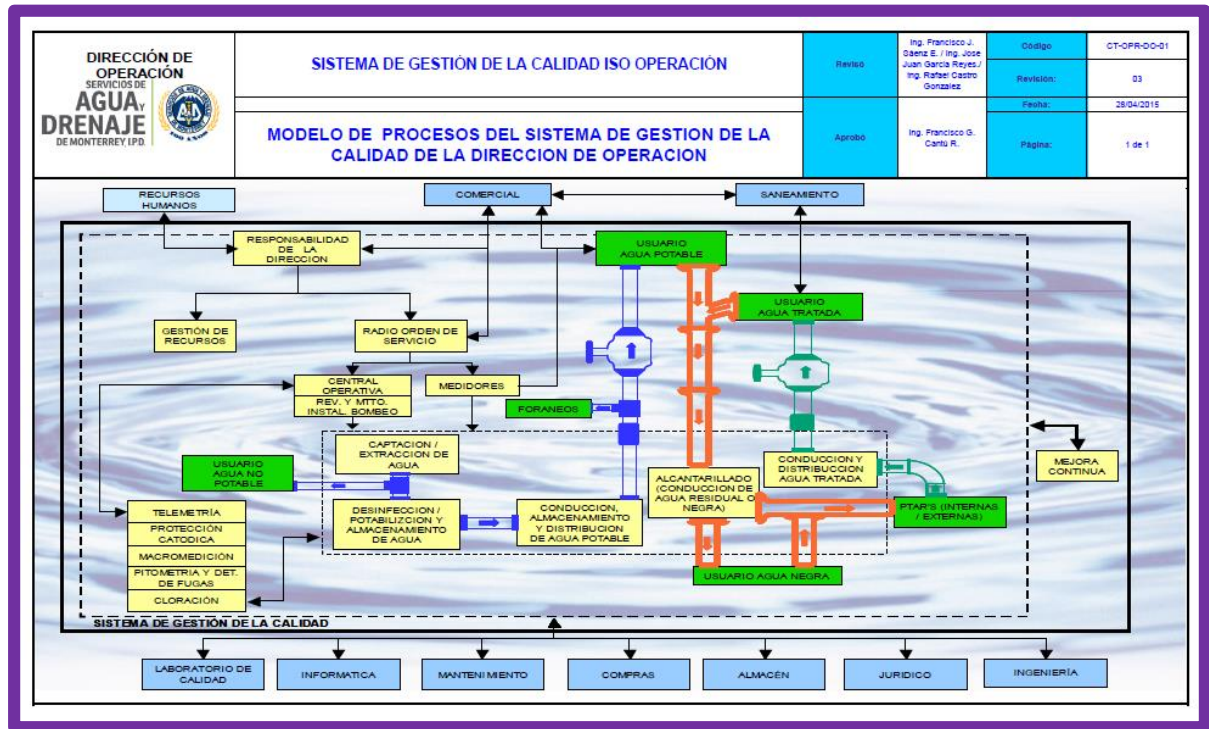 DIRECCIÓN DE
OPERACIÓN
SERVICIOS DE
AGUA Y
DRENAJE
DE MONTERREY I.P.D.
100 AÑOS
SISTEMA DE GESTIÓN DE LA CALIDAD ISO OPERACIÓN
MODELO DE PROCESOS DEL SISTEMA DE GESTION DE LA
CALIDAD DE LA DIRECCION DE OPERACION
Revisó
Ing. Francisco J.
Sáenz E. / Ing. Jose
Juan García Reyes /
Ing. Rafael Castro
Gonzalez
Código
CT-OPR-DO-01
Revisión:
03
Fecha:
28/04/2015
Aprobó
Ing. Francisco G.
Cantú R.
Página:
1 de 1
RECURSOS
HUMANOS
COMERCIAL
SANEAMIENTO
RESPONSABILIDAD
DE LA
DIRECCION
USUARIO
AGUA POTABLE
USUARIO
AGUA TRATADA
GESTIÓN DE
RECURSOS
RADIO ORDEN DE
SERVICIO
CENTRAL
OPERATIVA
REV. Y MTTO.
INSTAL. BOMBEO
MEDIDORES
FORANEOS
CAPTACION /
EXTRACCION DE
AGUA
USUARIO
AGUA NO
POTABLE
CONDUCCION Y
DISTRIBUCCION
AGUA TRATADA
MEJORA
CONTINUA
ALCANTARILLADO
(CONDUCCION DE
AGUA RESIDUAL O
NEGRA)
TELEMETRÍA
PROTECCIÓN
CATODICA
MACROMEDICIÓN
PITOMETRIA Y DET.
DE FUGAS
CLORACIÓN
DESINFECCION /
POTABILIZCION Y
ALMACENAMIENTO
DE AGUA
CONDUCCION,
ALMACENAMIENTO
Y DISTRIBUCION
DE AGUA POTABLE
PTAR'S (INTERNAS
/ EXTERNAS)
USUARIO AGUA NEGRA
SISTEMA DE GESTIÓN DE LA CALIDAD
LABORATORIO DE
CALIDAD
INFORMATICA
MANTENIMIENTO
COMPRAS
ALMACÉN
JURIDICO
INGENIERÍA